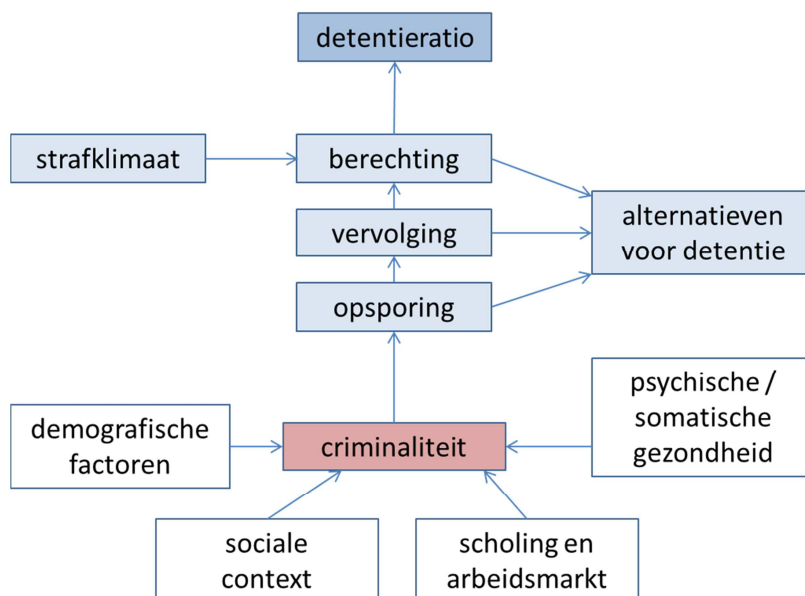 detentieratio
strafklimaat
berechting
vervolging
alternatieven
voor detentie
opsporing
demografische
factoren
criminaliteit
psychische /
somatische
gezondheid
sociale
context
scholing en
arbeidsmarkt